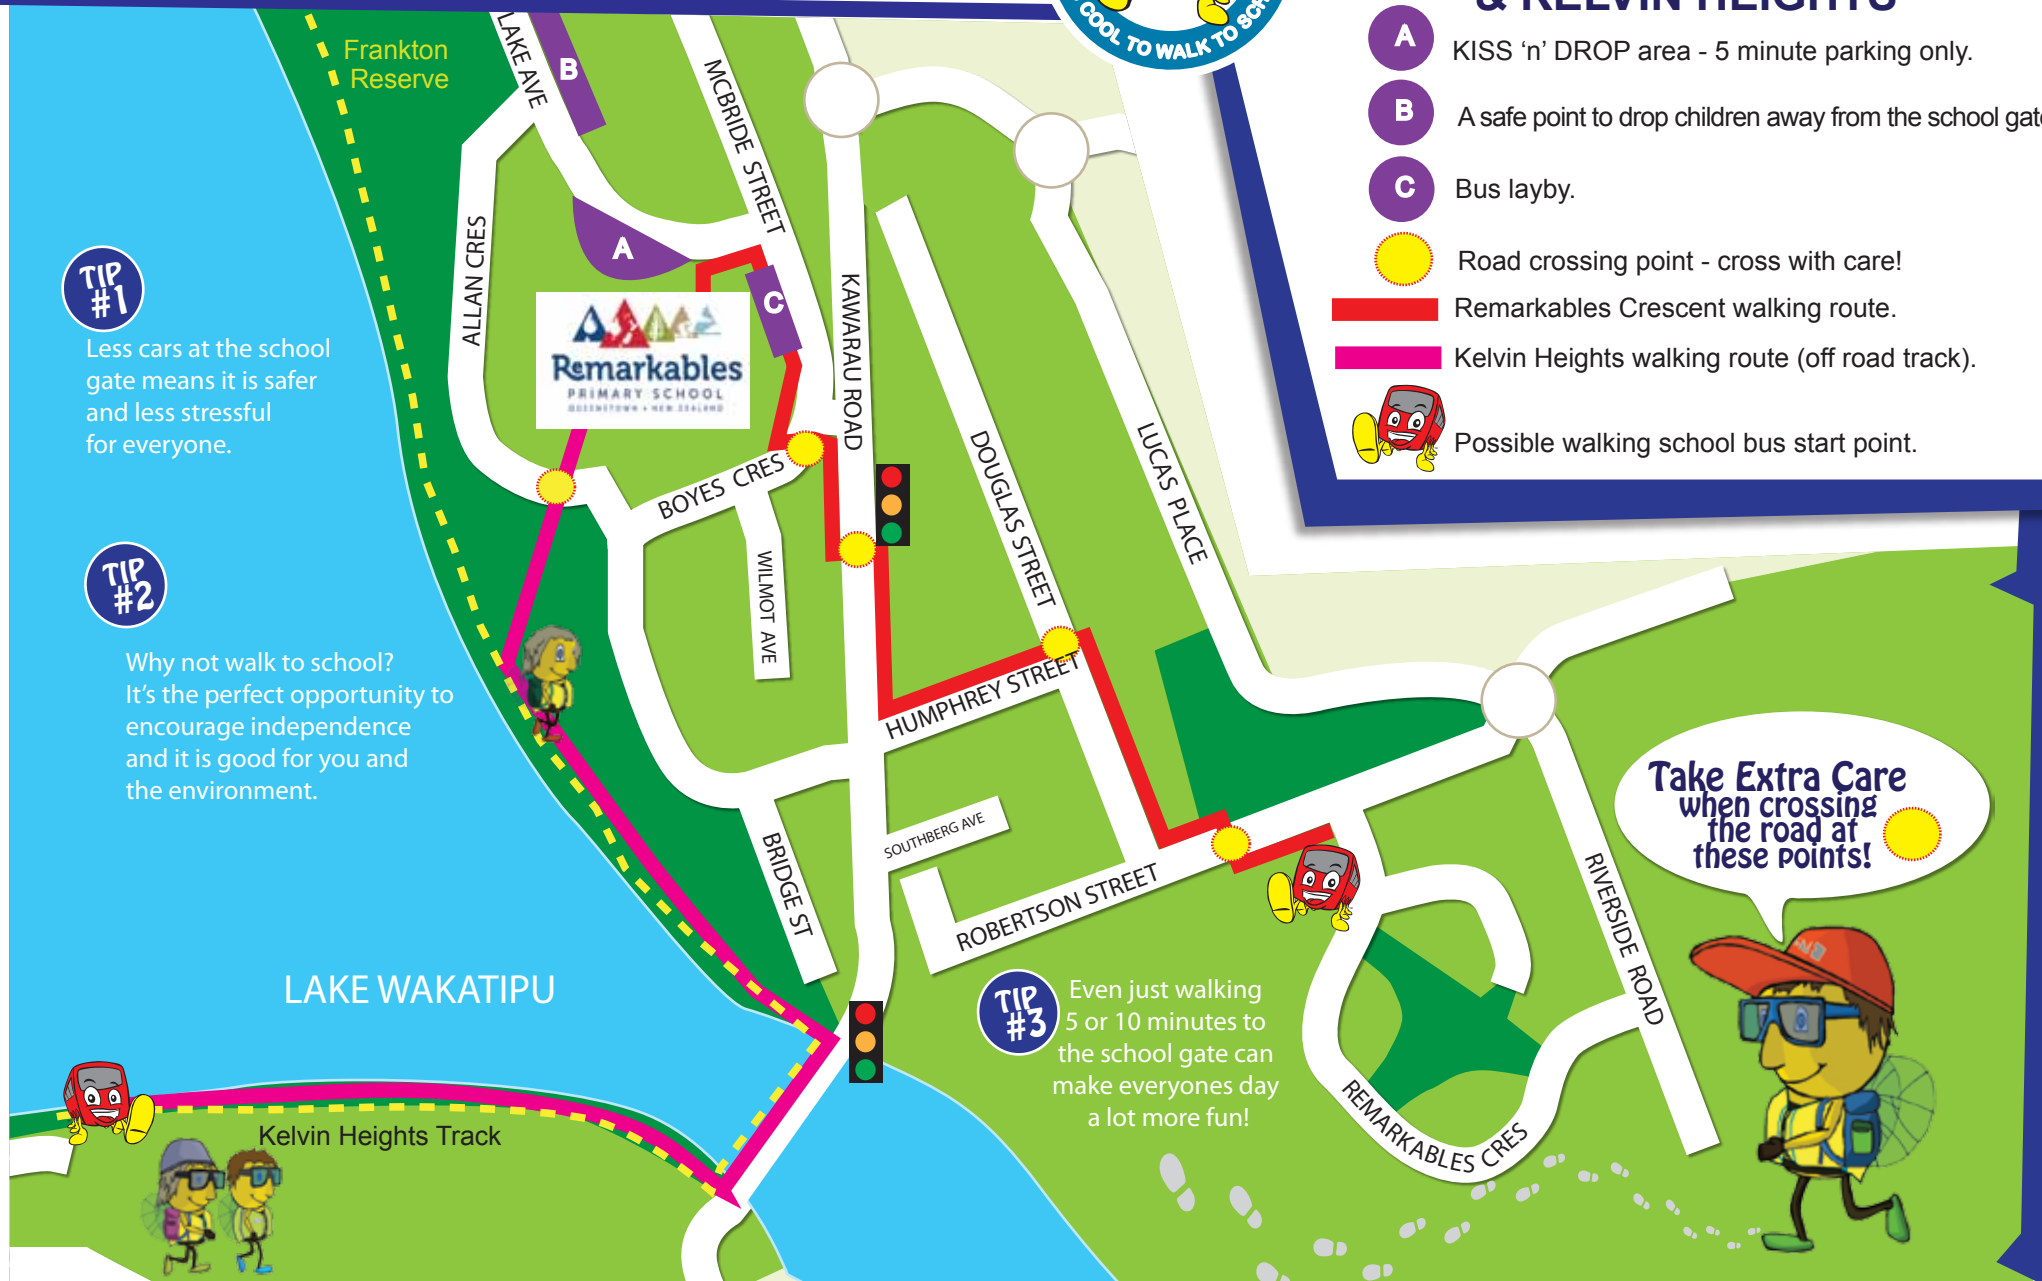 & KELVIN HEIGHTS
COOL TO WALK TO SCH
A
KISS ‘n’ DROP area - 5 minute parking only.
B
A safe point to drop children away from the school gate
C
Bus layby.
Road crossing point - cross with care!
Remarkables Crescent walking route.
Kelvin Heights walking route (off road track).
Possible walking school bus start point.
Frankton
Reserve
LAKE AVE
B
MCBRIDE STREET
ALLAN CRES
A
C
KAWARAU ROAD
Remarkables
PRIMARY SCHOOL
QUEENSTOWN • NEW ZEALAND
BOYES CRES
WILMOT AVE
DOUGLAS STREET
LUCAS PLACE
HUMPHREY STREET
SOUTHBERG AVE
BRIDGE ST
ROBERTSON STREET
RIVERSIDE ROAD
REMARKABLES CRES
TIP
#1
Less cars at the school
gate means it is safer
and less stressful
for everyone.
TIP
#2
Why not walk to school?
It’s the perfect opportunity to
encourage independence
and it is good for you and
the environment.
LAKE WAKATIPU
Kelvin Heights Track
TIP
#3
Even just walking
5 or 10 minutes to
the school gate can
make everyones day
a lot more fun!
Take Extra Care
when crossing
the road at
these points!